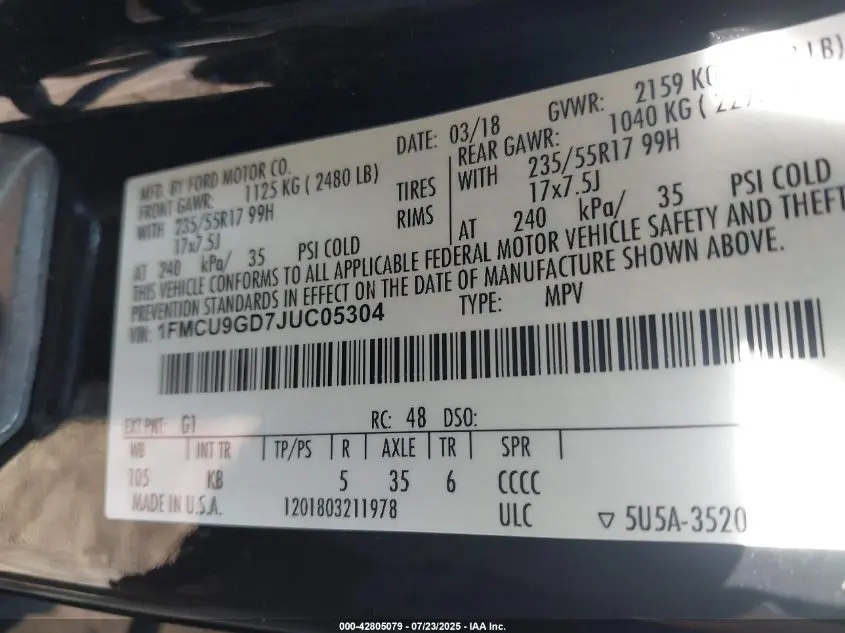 MFD. BY FORD MOTOR CO.
DATE: 03/18
GVWR: 2159 KG LB)
FRONT GAWR: 1125 KG ( 2480 LB)
REAR GAWR: 1040 KG (
WITH 235/55R17 99H TIRES
WITH 235/55R17 99H
17x7.5J RIMS
17x7.5J
AT 240 kPa/ 35 PSI COLD
AT 240 kPa/ 35 PSI COLD
THIS VEHICLE CONFORMS TO ALL APPLICABLE FEDERAL MOTOR VEHICLE SAFETY AND THEFT
PREVENTION STANDARDS IN EFFECT ON THE DATE OF MANUFACTURE SHOWN ABOVE.
VIN: 1FMCU9GD7JUC05304
TYPE: MPV
EXT PNT: G1 RC: 48 DSO:
WB INT TR TP/PS R AXLE TR SPR
105 KB 5 35 6 CCCC
MADE IN U.S.A. 1201803211978 ULC ▽ 5U5A-3520
000-42805079 - 07/23/2025 - IAA Inc.